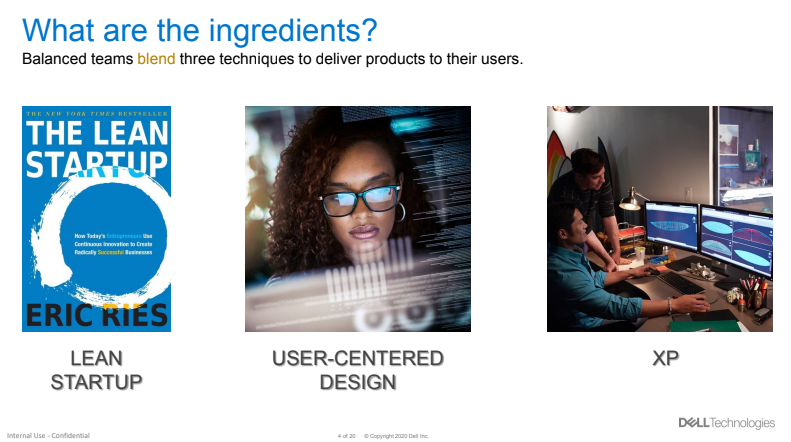 What are the ingredients?
Balanced teams blend three techniques to deliver products to their users.
THE NEW YORK TIMES BESTSELLER
THE LEAN
STARTUP
How Today's Entrepreneurs Use
Continuous Innovation to Create
Radically Successful Businesses
ERIC RIES
LEAN
STARTUP
USER-CENTERED
DESIGN
XP
DELLTechnologies
Internal Use - Confidential
4 of 20 © Copyright 2020 Dell Inc.